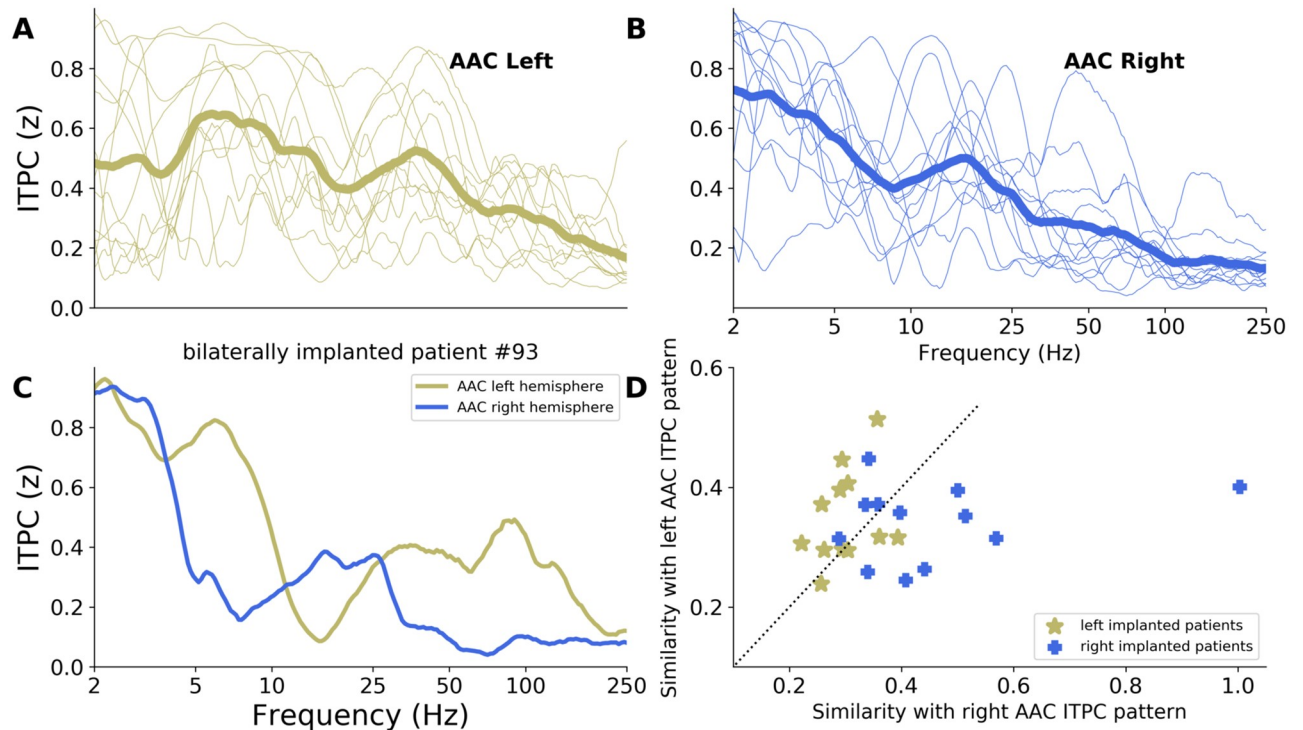 A
AAC Left
ITPC (z)
0.8
0.6
0.4
0.2
0.0
B
AAC Right
0.8
0.6
0.4
0.2
2 5 10 25 50 100 250
Frequency (Hz)
C
bilaterally implanted patient #93
AAC left hemisphere
AAC right hemisphere
ITPC (z)
0.8
0.6
0.4
0.2
0.0
2 5 10 25 50 100 250
Frequency (Hz)
D
Similarity with left AAC ITPC pattern
0.6
0.4
0.2
left implanted patients
right implanted patients
0.2 0.4 0.6 0.8 1.0
Similarity with right AAC ITPC pattern